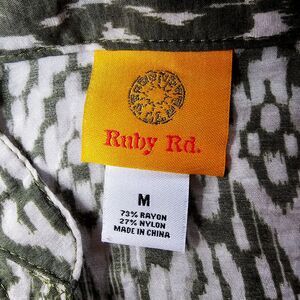 Ruby Rd.
M
73% RAYON
27% NYLON
MADE IN CHINA